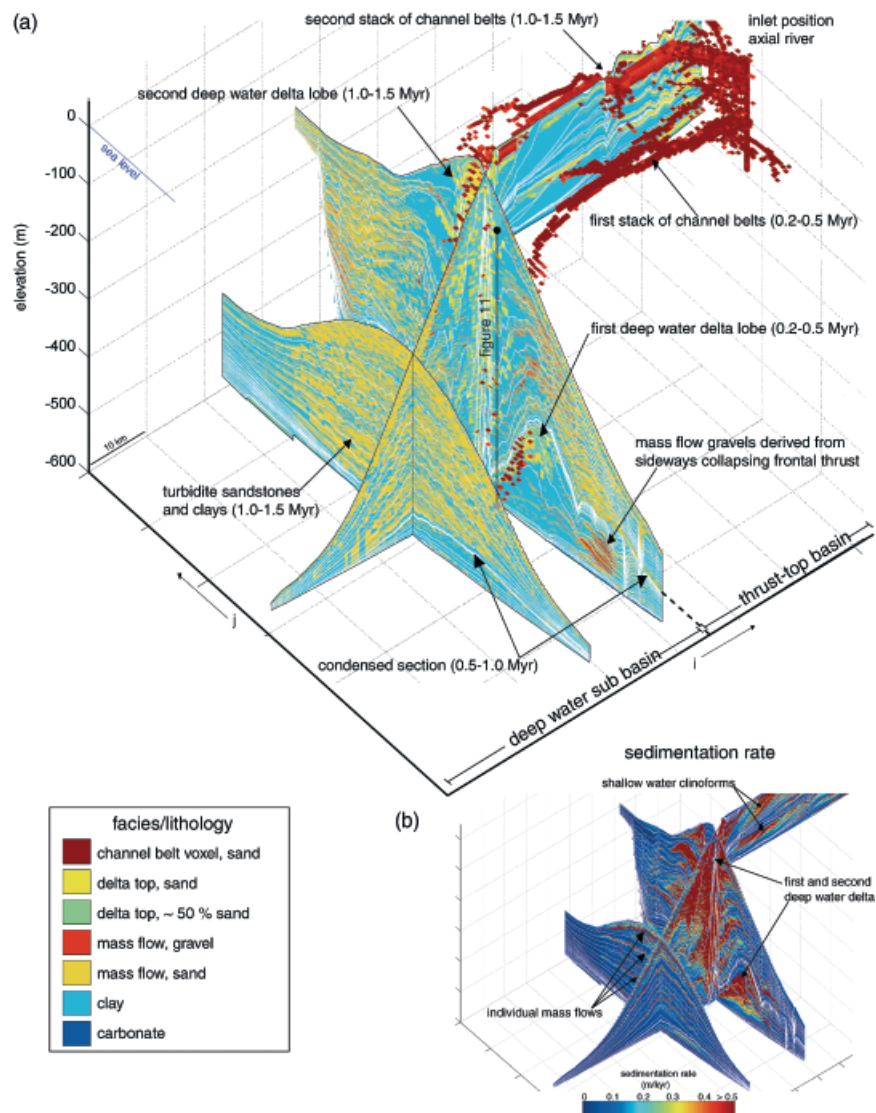 (a)
second stack of channel belts (1.0-1.5 Myr)
inlet position
axial river
second deep water delta lobe (1.0-1.5 Myr)
0
sea level
-100
-200
-300
-400
-500
-600
elevation (m)
first stack of channel belts (0.2-0.5 Myr)
figure 11
first deep water delta lobe (0.2-0.5 Myr)
10 km
mass flow gravels derived from
sideways collapsing frontal thrust
turbidite sandstones
and clays (1.0-1.5 Myr)
j
condensed section (0.5-1.0 Myr)
thrust-top basin
i
deep water sub basin
facies/lithology
channel belt voxel, sand
delta top, sand
delta top, ~ 50 % sand
mass flow, gravel
mass flow, sand
clay
carbonate
sedimentation rate
(b)
shallow water clinoforms
first and second
deep water delta
individual mass flows
sedimentation rate
(m/kyr)
0 0.1 0.2 0.3 0.4 > 0.5